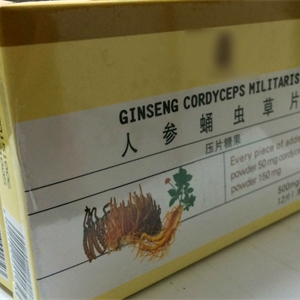 GINSENG CORDYCEPS MILITARIS
人参蛹虫草片
压片糖果
Every piece of
powder 50 mg
powder 150 mg
500mg